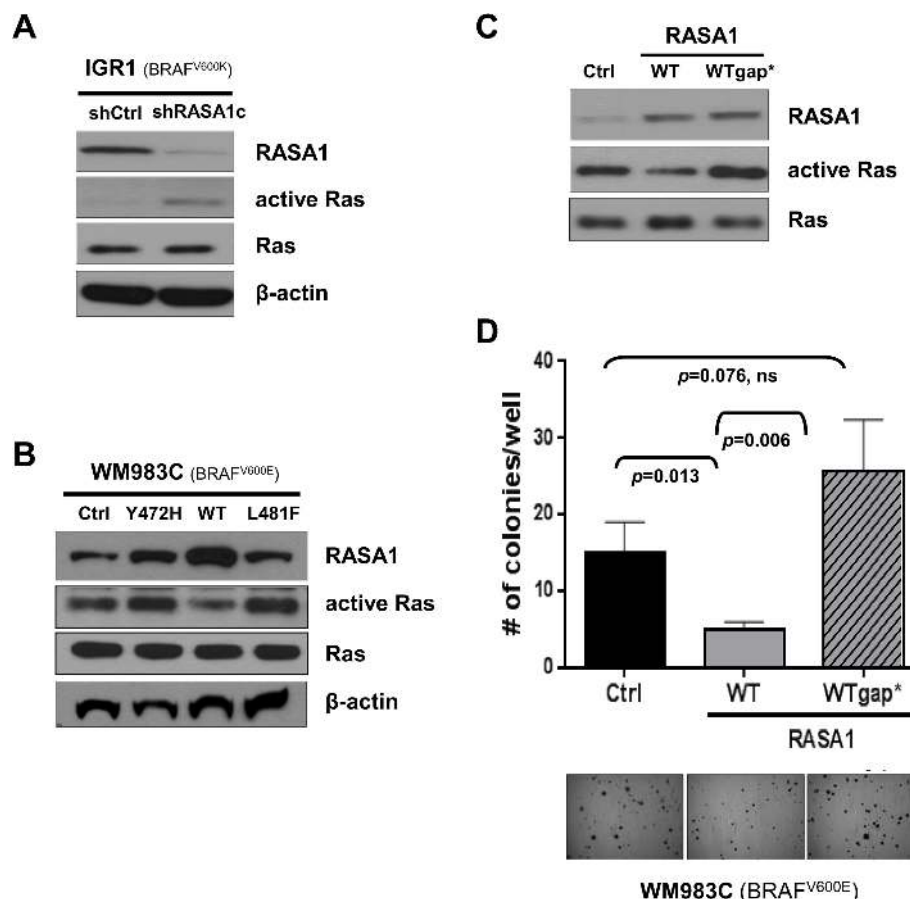 A
IGR1 (BRAFV600K)
shCtrl shRASA1c
RASA1
active Ras
Ras
β-actin
B
WM983C (BRAFV600E)
Ctrl Y472H WT L481F
RASA1
active Ras
Ras
β-actin
C
RASA1
Ctrl WT WTgap*
RASA1
active Ras
Ras
D
# of colonies/well
40
30
20
10
0
p=0.076, ns
p=0.006
p=0.013
Ctrl WT WTgap*
RASA1
WM983C (BRAFV600E)